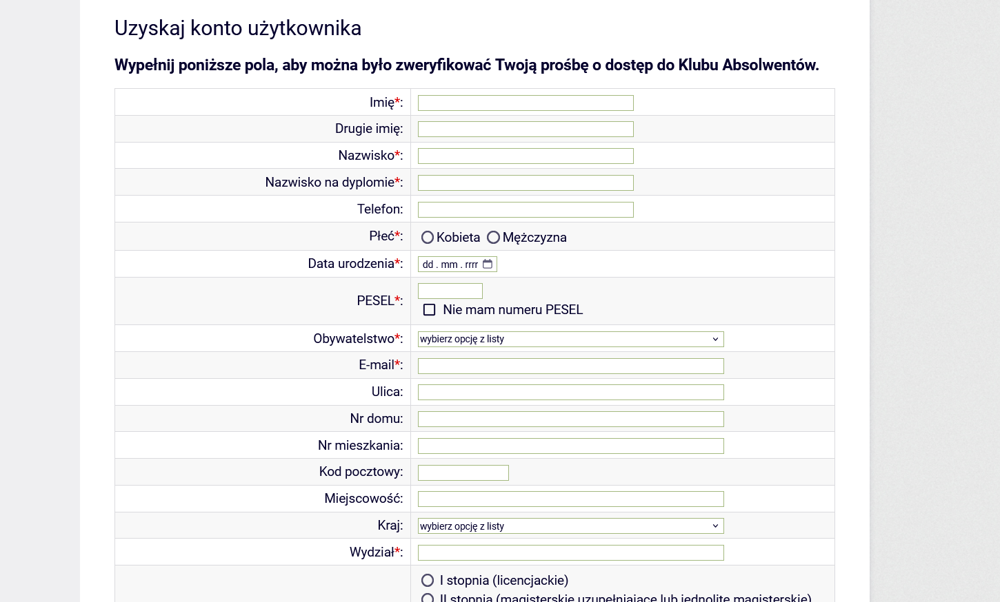 Uzyskaj konto użytkownika
Wypełnij poniższe pola, aby można było zweryfikować Twoją prośbę o dostęp do Klubu Absolwentów.
Imię*:
Drugie imię:
Nazwisko*:
Nazwisko na dyplomie*:
Telefon:
Płeć*: Kobieta Mężczyzna
Data urodzenia*: dd . mm . rrrr
PESEL*:
Nie mam numeru PESEL
Obywatelstwo*: wybierz opcję z listy
E-mail*:
Ulica:
Nr domu:
Nr mieszkania:
Kod pocztowy:
Miejscowość:
Kraj: wybierz opcję z listy
Wydział*:
I stopnia (licencjackie)
II stopnia (magisterskie uzupełniające lub jednolite magisterskie)